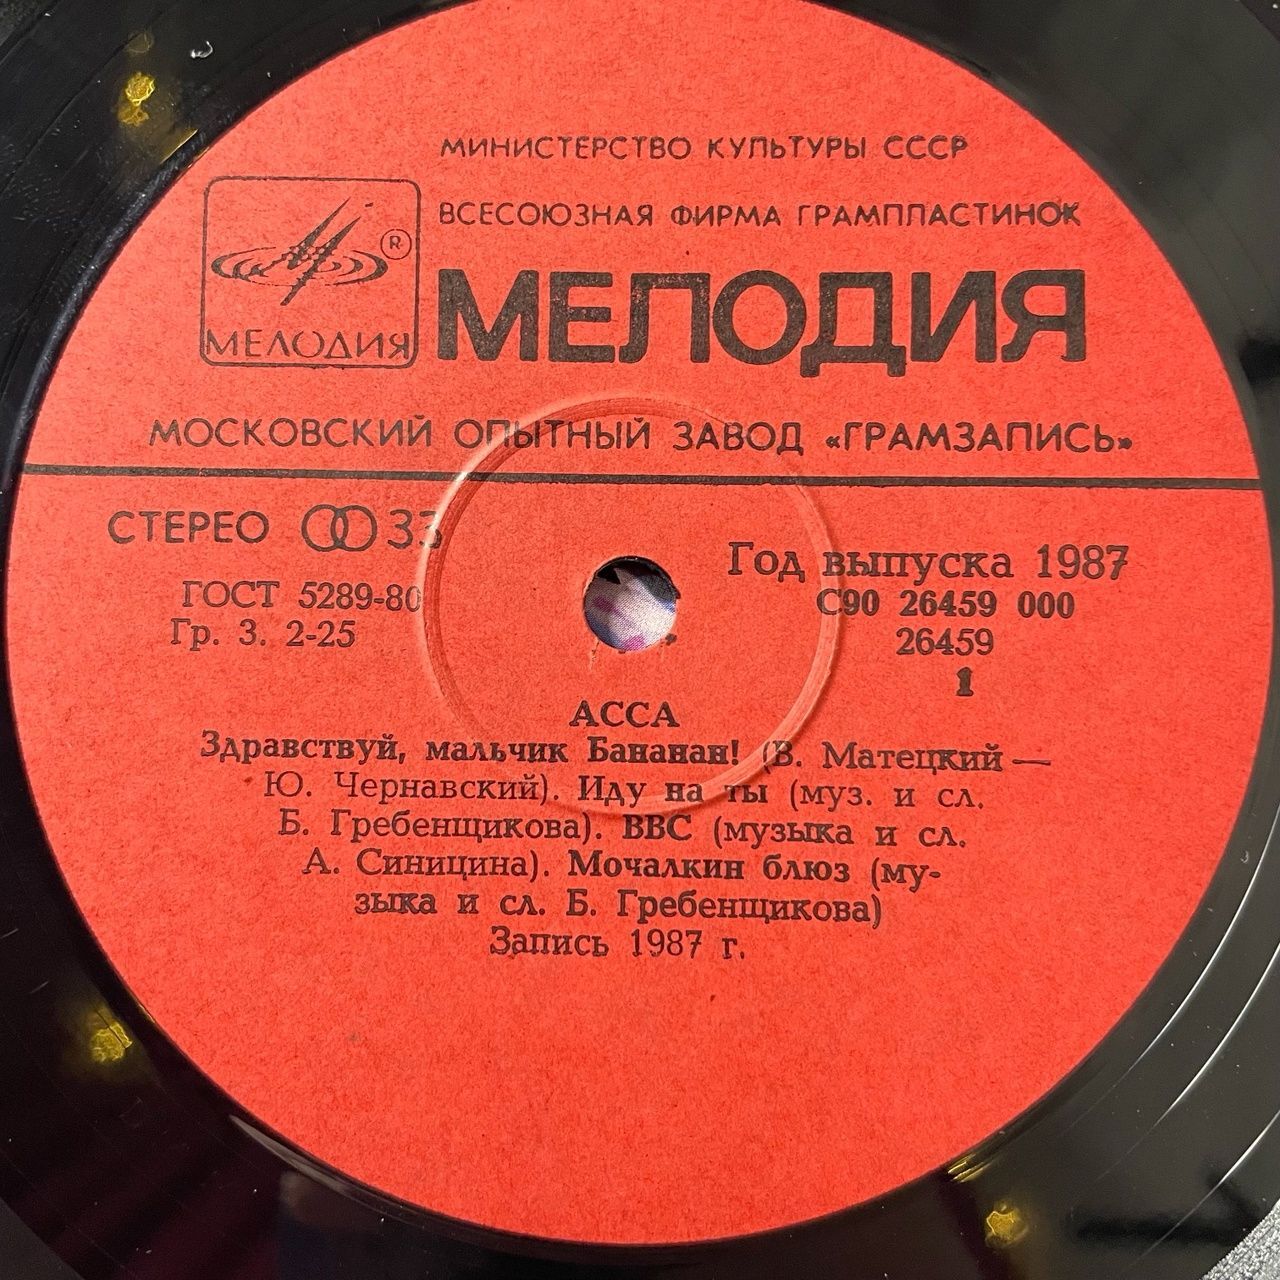 МИНИСТЕРСТВО КУЛЬТУРЫ СССР
ВСЕСОЮЗНАЯ ФИРМА ГРАМПЛАСТИНОК
®
МЕЛОДИЯ
МЕЛОДИЯ
МОСКОВСКИЙ ОПЫТНЫЙ ЗАВОД «ГРАМЗАПИСЬ»
СТЕРЕО 33
Год выпуска 1987
ГОСТ 5289-80
С90 26459 000
Гр. 3. 2-25
26459
1
АССА
Здравствуй, мальчик Бананан! (В. Матецкий —
Ю. Чернавский). Иду на ты (муз. и сл.
Б. Гребенщикова). ВВС (музыка и сл.
А. Синицина). Мочалкин блюз (му-
зыка и сл. Б. Гребенщикова)
Запись 1987 г.